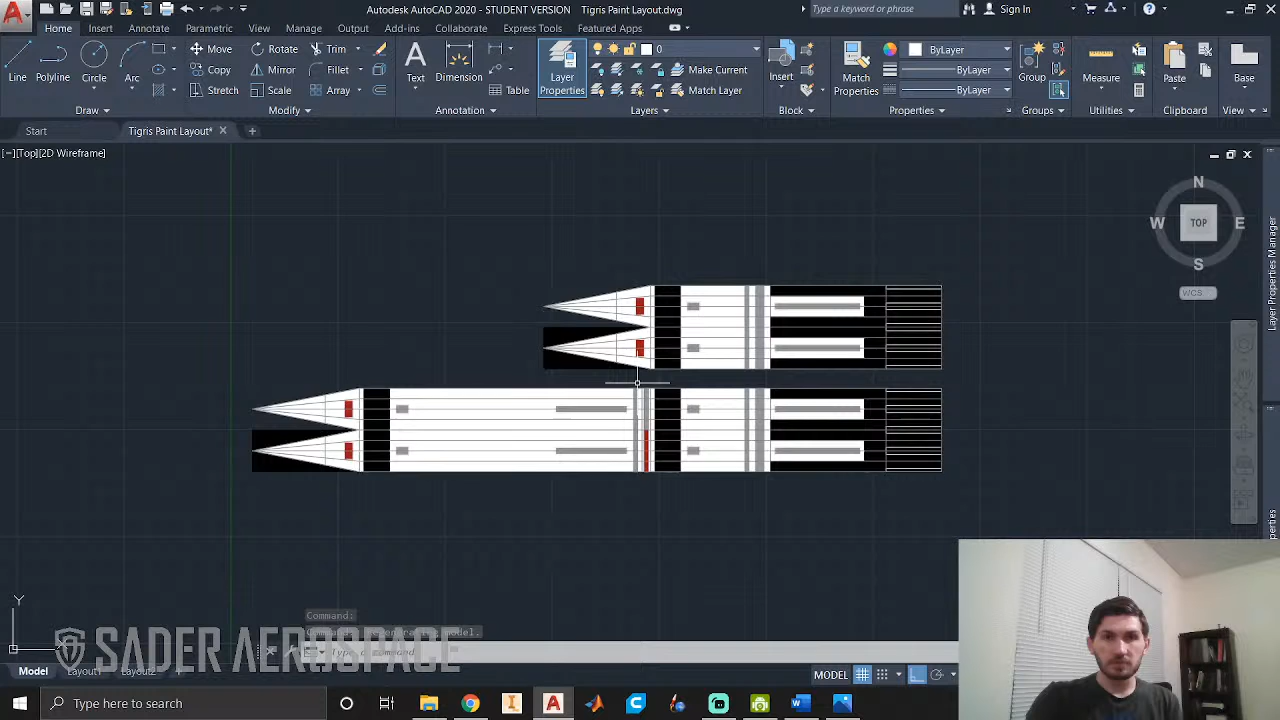 Autodesk AutoCAD 2020 - STUDENT VERSION Tigris Paint Layout.dwg
Type a keyword or phrase
Sign In
Home Insert Annotate Parametric View Manage Output Add-ins Collaborate Express Tools Featured Apps
Line Polyline Circle Arc
Move Rotate Trim
Copy Mirror Fillet
Stretch Scale Array
Text Dimension Table
Layer Properties
0
Make Current
Match Layer
Insert
Match Properties
ByLayer
ByLayer
ByLayer
Group Measure Paste Base
Draw Modify Annotation Layers Block Properties Groups Utilities Clipboard View
Start Tigris Paint Layout*
[−][Top][2D Wireframe]
N
W TOP E
S
WCS
Layer Properties Manager
Y
Command:
Type a command
SADER AEROSPACE
Model Layout1
MODEL
Type here to search